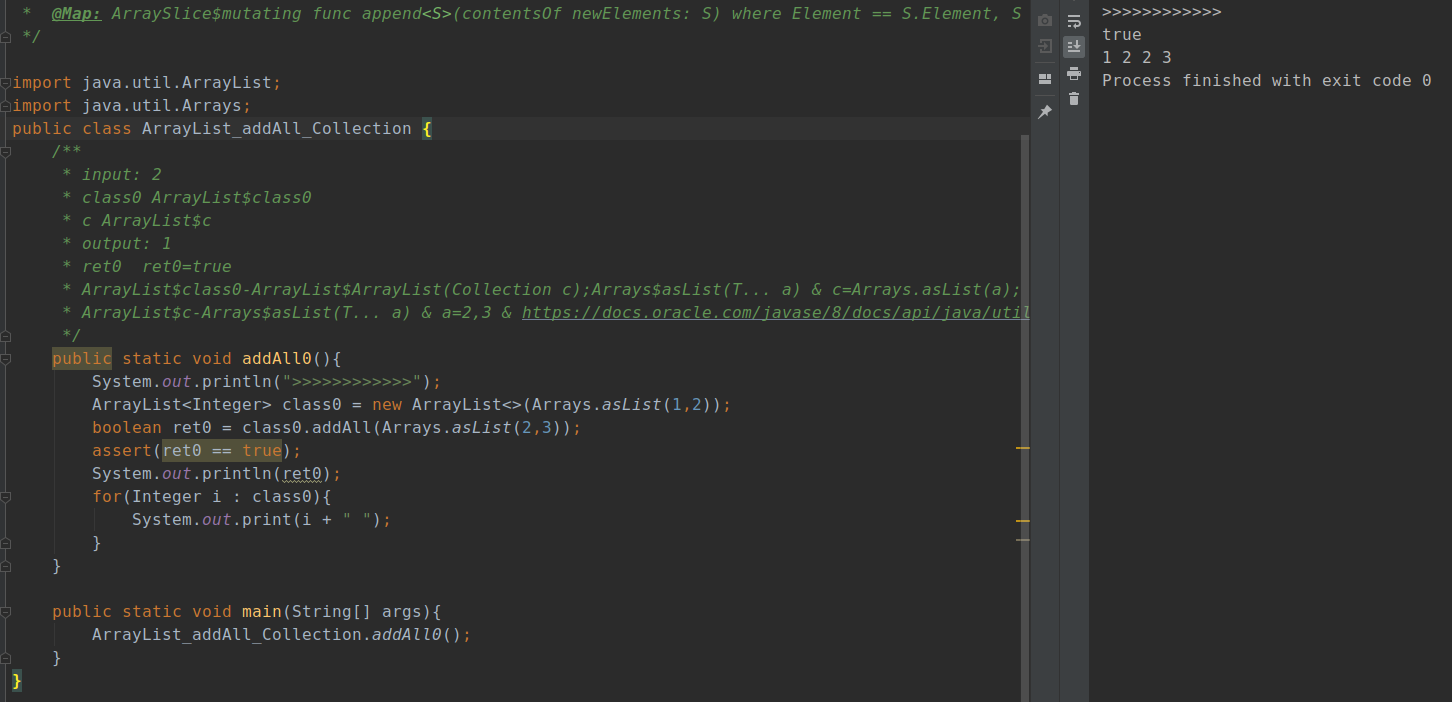 *  @Map: ArraySlice$mutating func append<S>(contentsOf newElements: S) where Element == S.Element, S
 */
import java.util.ArrayList;
import java.util.Arrays;
public class ArrayList_addAll_Collection {
    /**
     * input: 2
     * class0 ArrayList$class0
     * c ArrayList$c
     * output: 1
     * ret0  ret0=true
     * ArrayList$class0-ArrayList$ArrayList(Collection c);Arrays$asList(T... a) & c=Arrays.asList(a);
     * ArrayList$c-Arrays$asList(T... a) & a=2,3 & https://docs.oracle.com/javase/8/docs/api/java/util
     */
    public static void addAll0(){
        System.out.println(">>>>>>>>>>>>");
        ArrayList<Integer> class0 = new ArrayList<>(Arrays.asList(1,2));
        boolean ret0 = class0.addAll(Arrays.asList(2,3));
        assert(ret0 == true);
        System.out.println(ret0);
        for(Integer i : class0){
            System.out.print(i + " ");
        }
    }
    public static void main(String[] args){
        ArrayList_addAll_Collection.addAll0();
    }
}
>>>>>>>>>>>>
true
1 2 2 3
Process finished with exit code 0